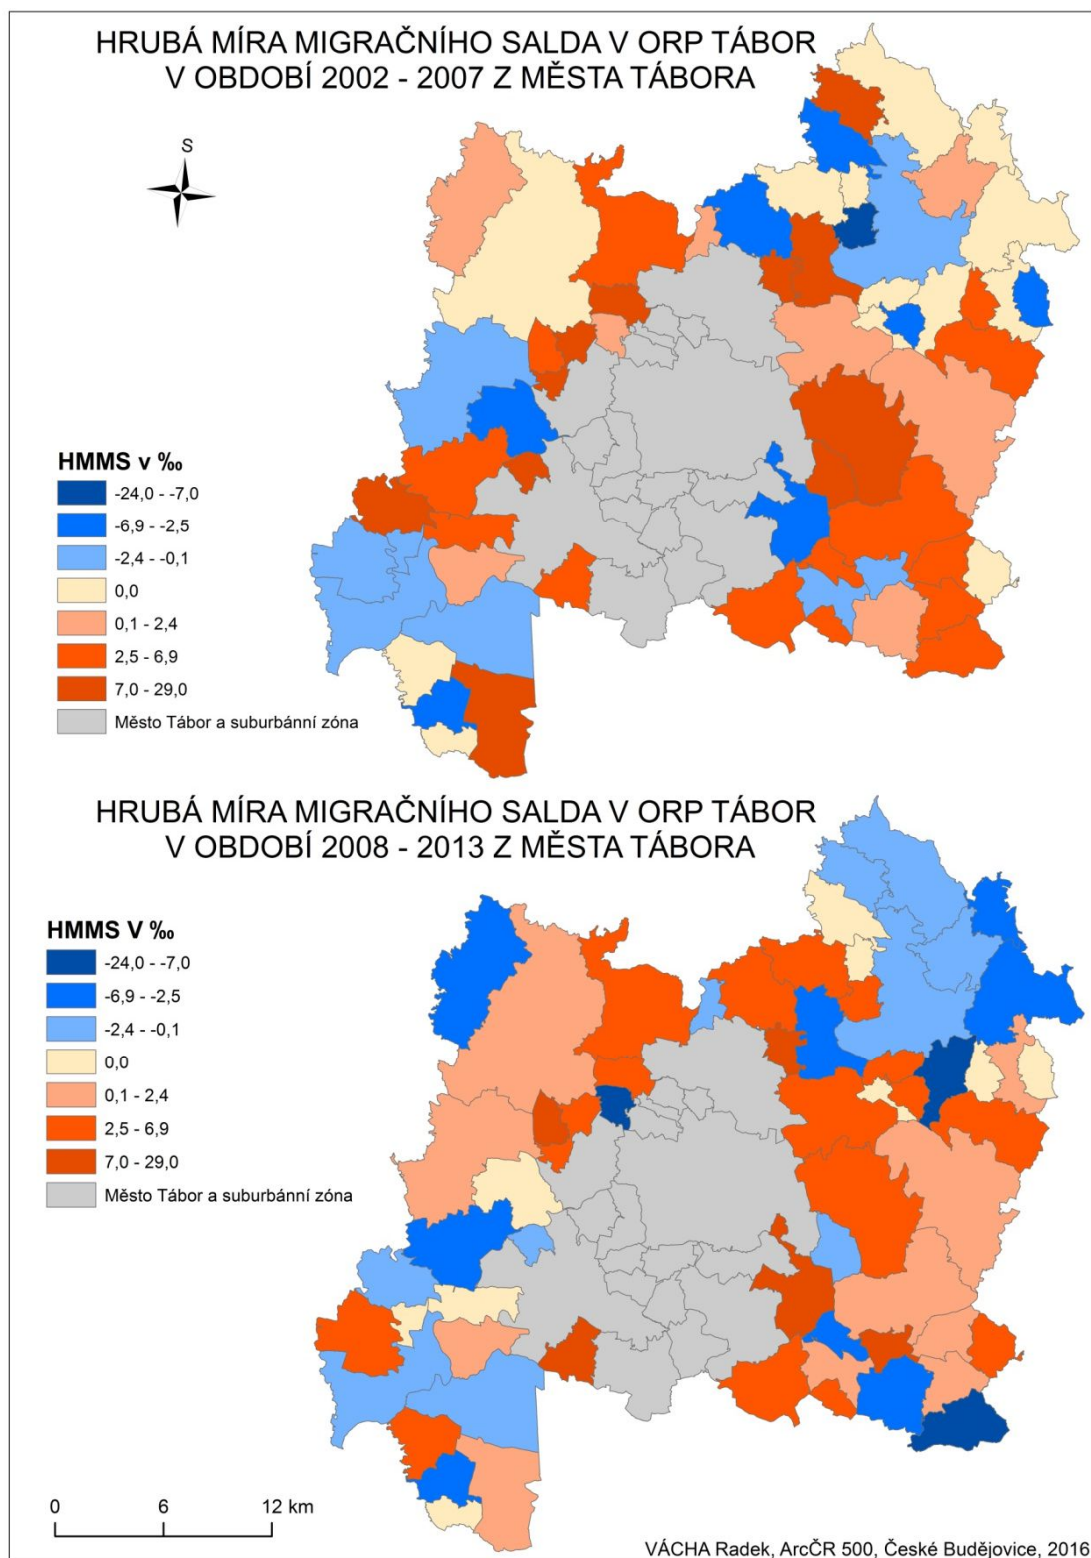 HRUBÁ MÍRA MIGRAČNÍHO SALDA V ORP TÁBOR
V OBDOBÍ 2002 - 2007 Z MĚSTA TÁBORA
S
HMMS v ‰
-24,0 - -7,0
-6,9 - -2,5
-2,4 - -0,1
0,0
0,1 - 2,4
2,5 - 6,9
7,0 - 29,0
Město Tábor a suburbánní zóna
HRUBÁ MÍRA MIGRAČNÍHO SALDA V ORP TÁBOR
V OBDOBÍ 2008 - 2013 Z MĚSTA TÁBORA
HMMS V ‰
-24,0 - -7,0
-6,9 - -2,5
-2,4 - -0,1
0,0
0,1 - 2,4
2,5 - 6,9
7,0 - 29,0
Město Tábor a suburbánní zóna
0 6 12 km
VÁCHA Radek, ArcČR 500, České Budějovice, 2016